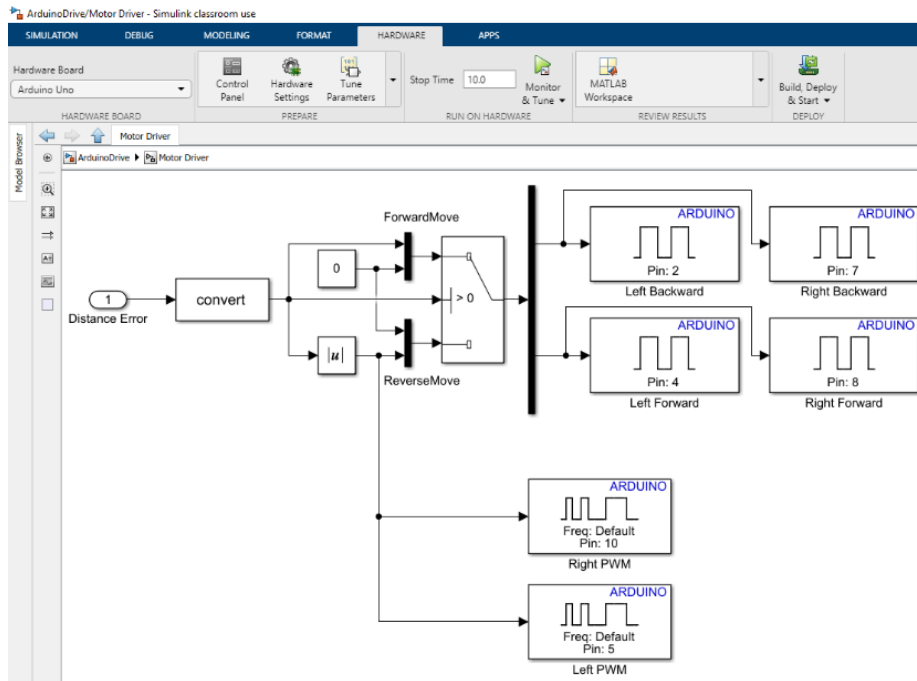 ArduinoDrive/Motor Driver - Simulink classroom use
SIMULATION DEBUG MODELING FORMAT HARDWARE APPS
Hardware Board
Arduino Uno
HARDWARE BOARD
Control
Panel
Hardware
Settings
Tune
Parameters
PREPARE
Stop Time 10.0
Monitor
& Tune
RUN ON HARDWARE
MATLAB
Workspace
REVIEW RESULTS
Build, Deploy
& Start
DEPLOY
Model Browser
Motor Driver
ArduinoDrive Motor Driver
ForwardMove
0
1
Distance Error
convert
> 0
|u|
ReverseMove
ARDUINO
Pin: 2
Left Backward
ARDUINO
Pin: 7
Right Backward
ARDUINO
Pin: 4
Left Forward
ARDUINO
Pin: 8
Right Forward
ARDUINO
Freq: Default
Pin: 10
Right PWM
ARDUINO
Freq: Default
Pin: 5
Left PWM